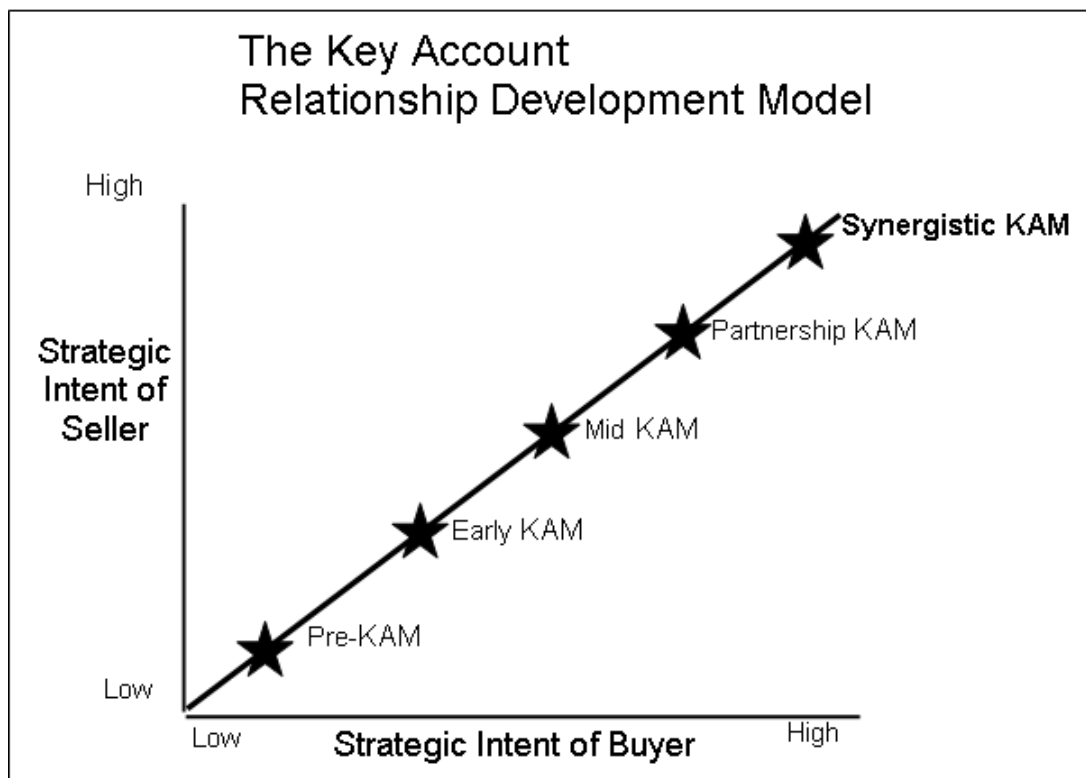 The Key Account
Relationship Development Model
High
Synergistic KAM
Partnership KAM
Strategic
Intent of
Seller
Mid KAM
Early KAM
Pre-KAM
Low
Low
Strategic Intent of Buyer
High